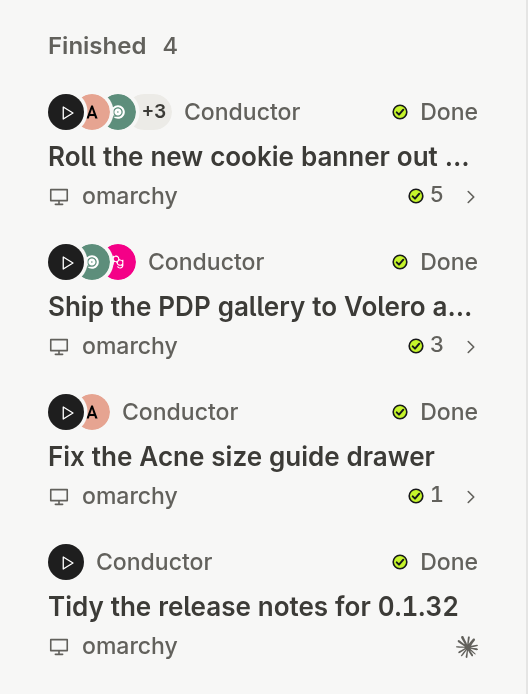 Finished 4
A +3 Conductor Done
Roll the new cookie banner out ...
omarchy 5
Conductor Done
Ship the PDP gallery to Volero a...
omarchy 3
A Conductor Done
Fix the Acne size guide drawer
omarchy 1
Conductor Done
Tidy the release notes for 0.1.32
omarchy